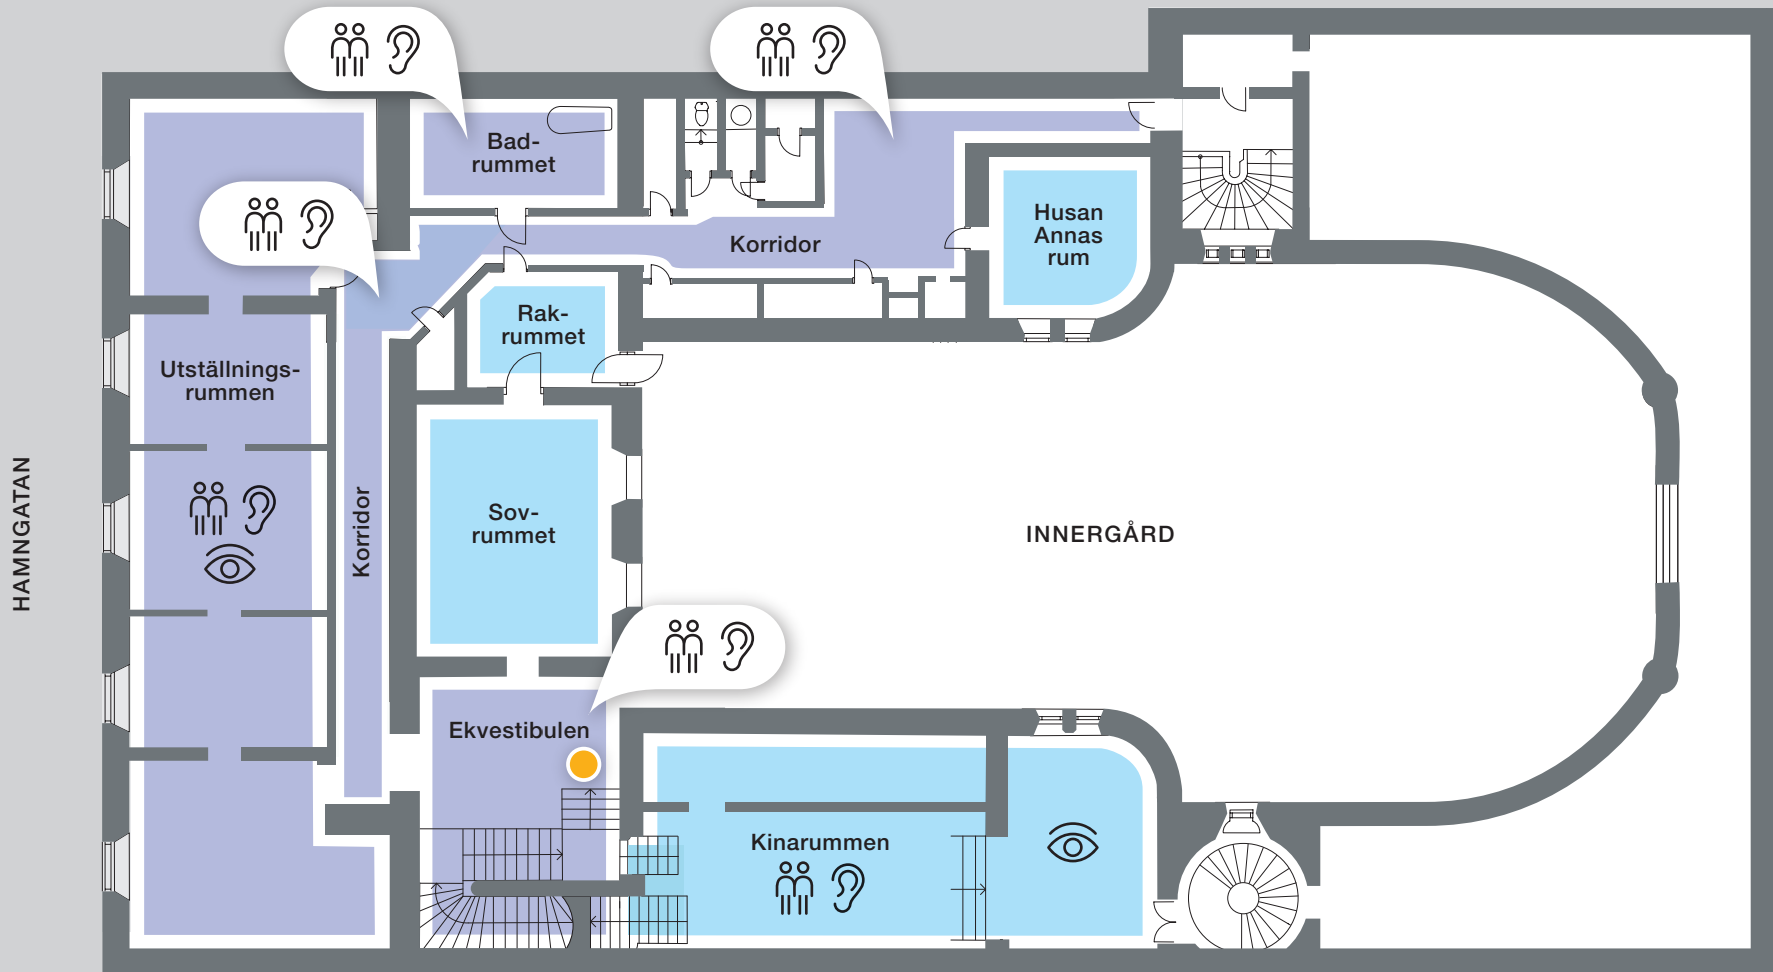 Bad-
rummet
Husan
Annas
rum
Korridor
Rak-
rummet
Utställnings-
rummen
HAMNGATAN
Korridor
Sov-
rummet
INNERGÅRD
Ekvestibulen
Kinarummen